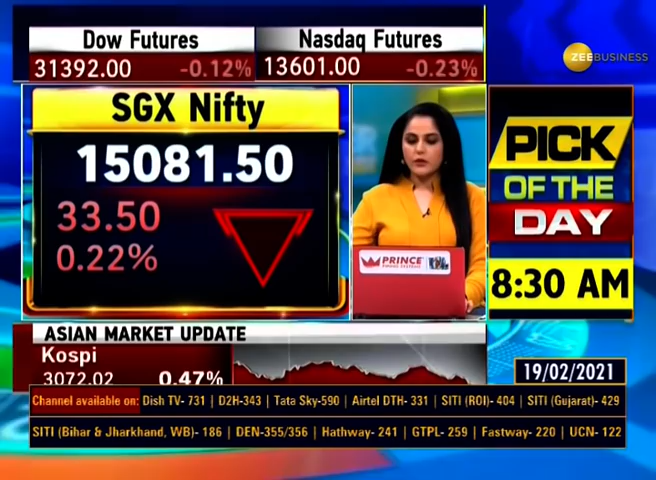 Dow Futures
31392.00 -0.12%
Nasdaq Futures
13601.00 -0.23%
ZEE BUSINESS
SGX Nifty
15081.50
33.50
0.22%
PRINCE
PICK
OF THE
DAY
8:30 AM
ASIAN MARKET UPDATE
Kospi
3072.02 0.47%
19/02/2021
Channel available on: Dish TV- 731 | D2H-343 | Tata Sky-590 | Airtel DTH- 331 | SITI (ROI)- 404 | SITI (Gujarat)- 429
SITI (Bihar & Jharkhand, WB)- 186 | DEN-355/356 | Hathway- 241 | GTPL- 259 | Fastway- 220 | UCN- 122